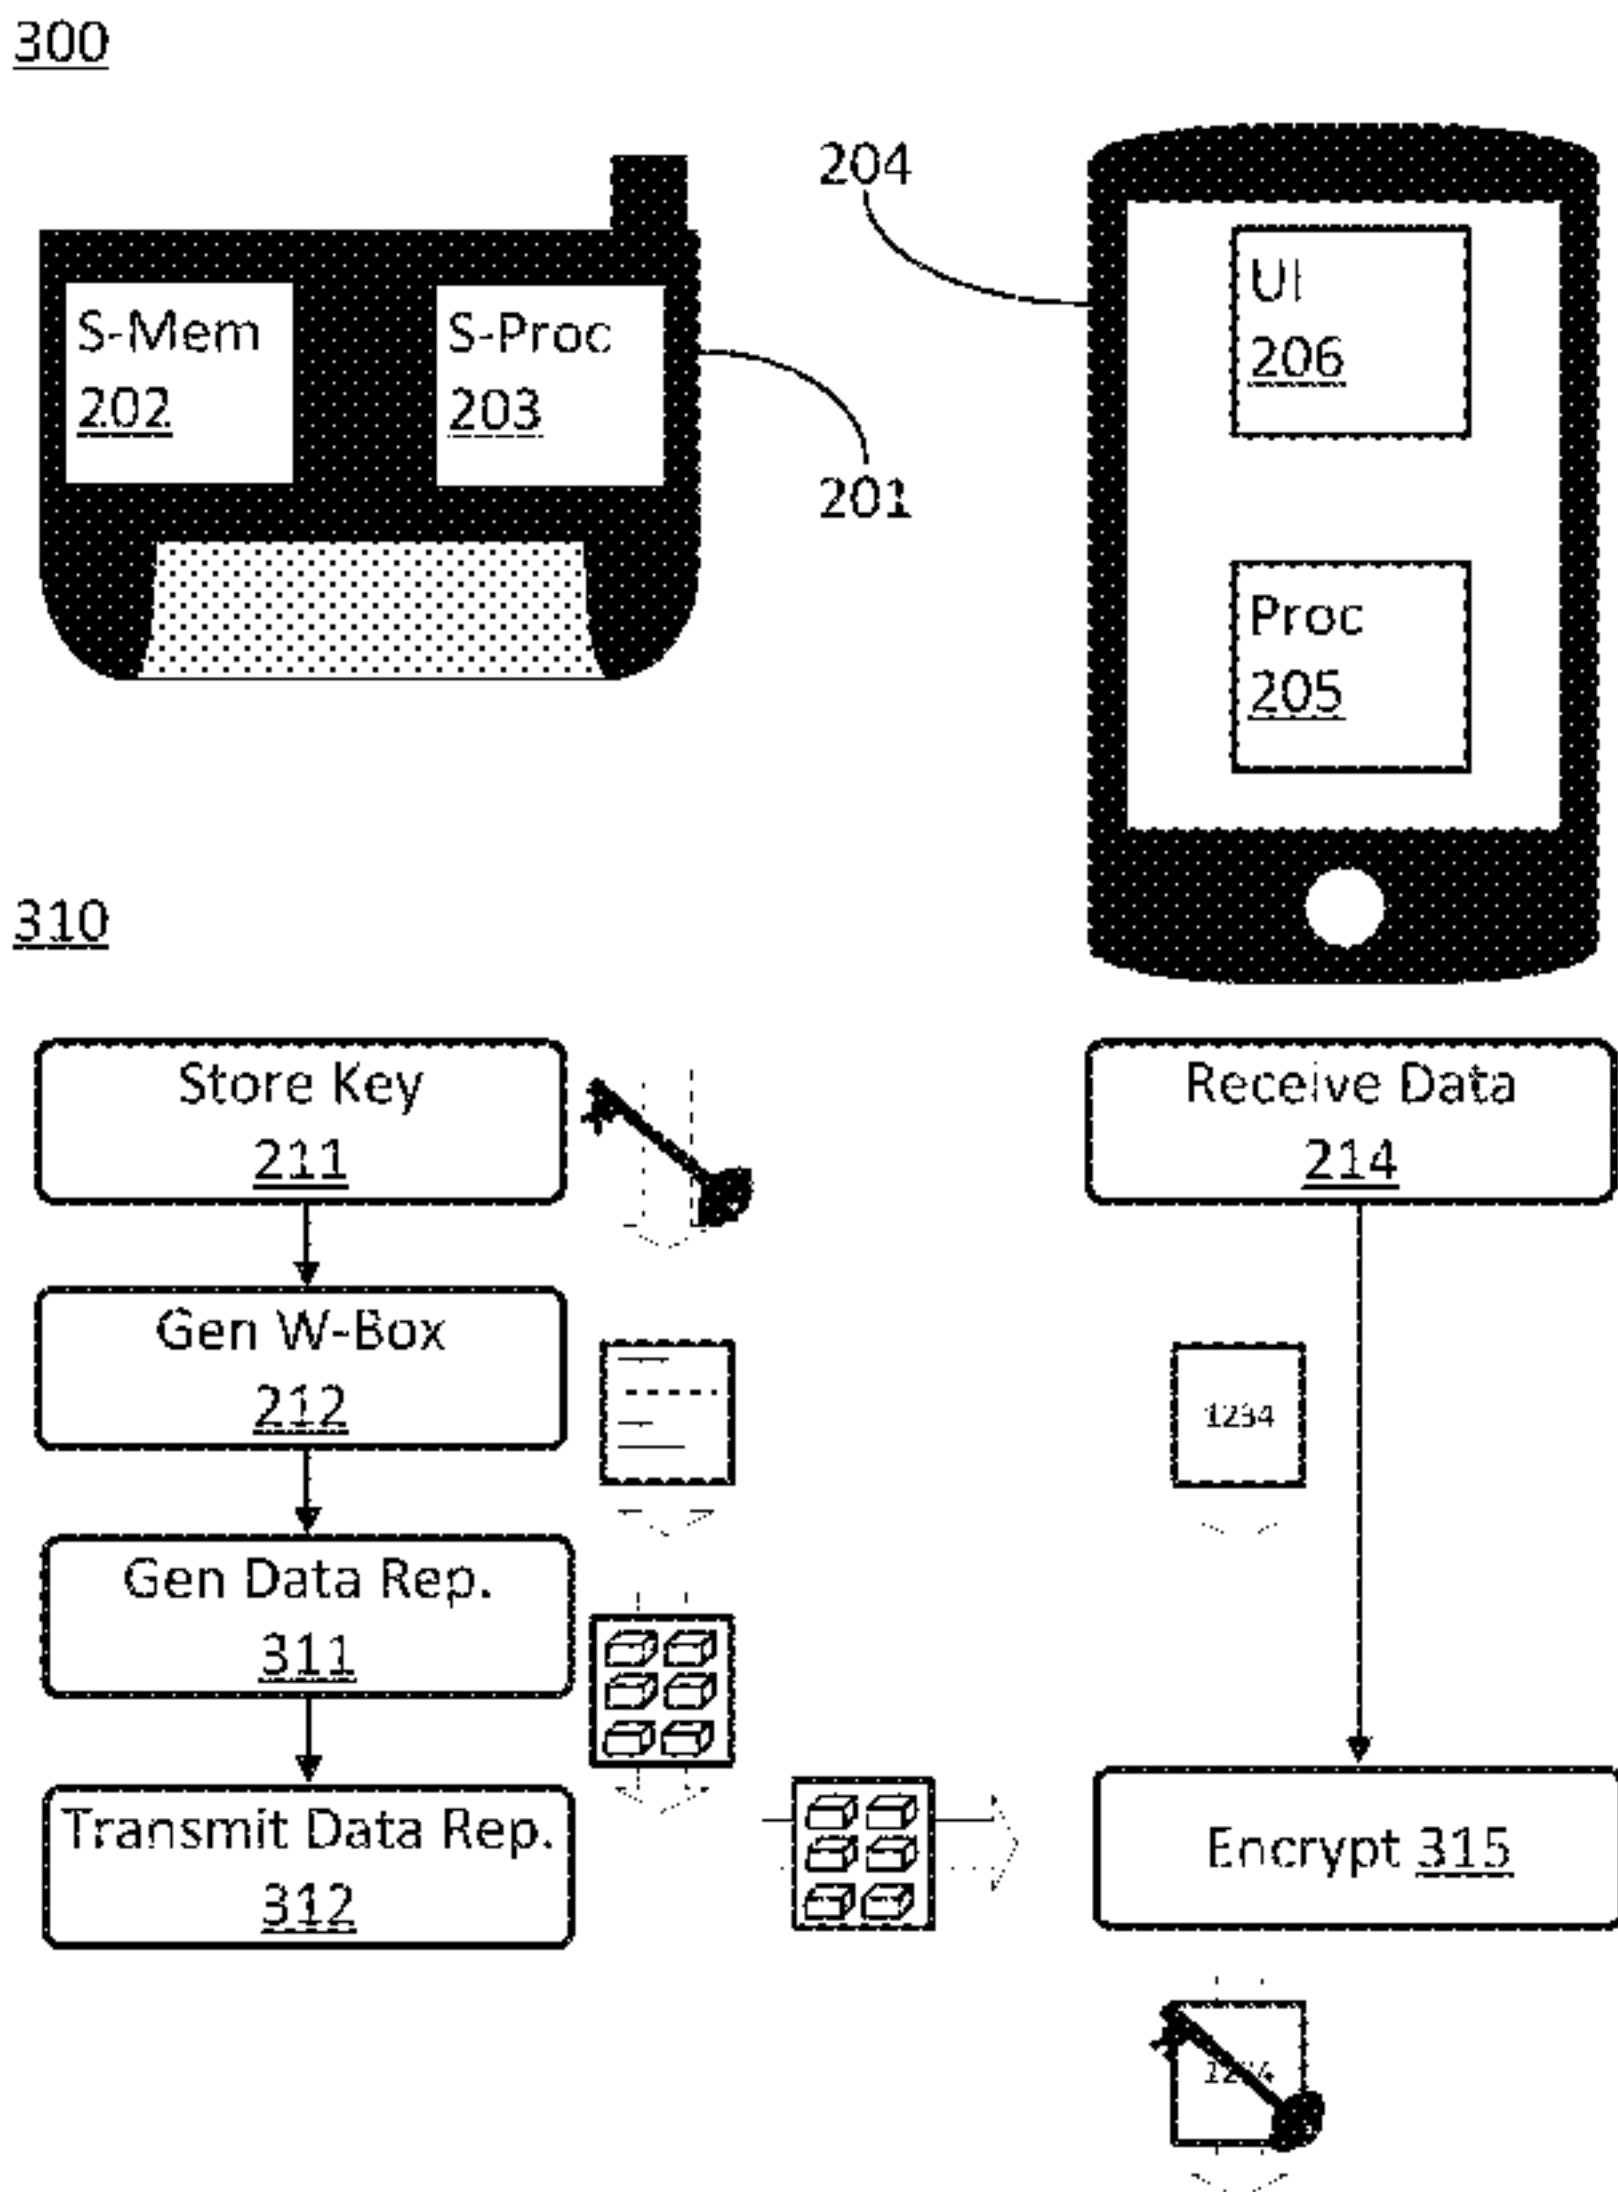 300
204
UI
206
S-Mem
202
S-Proc
203
201
Proc
205
310
Store Key
211
Receive Data
214
Gen W-Box
212
1234
Gen Data Rep.
311
Transmit Data Rep.
312
Encrypt 315